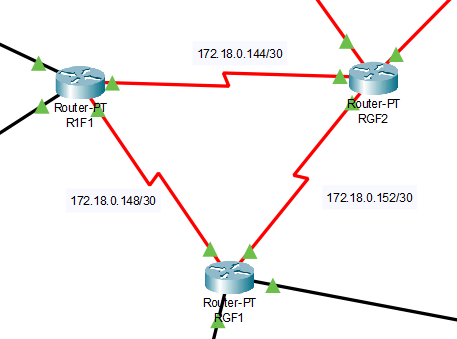 172.18.0.144/30
Router-PT
R1F1
Router-PT
RGF2
172.18.0.148/30
172.18.0.152/30
Router-PT
RGF1